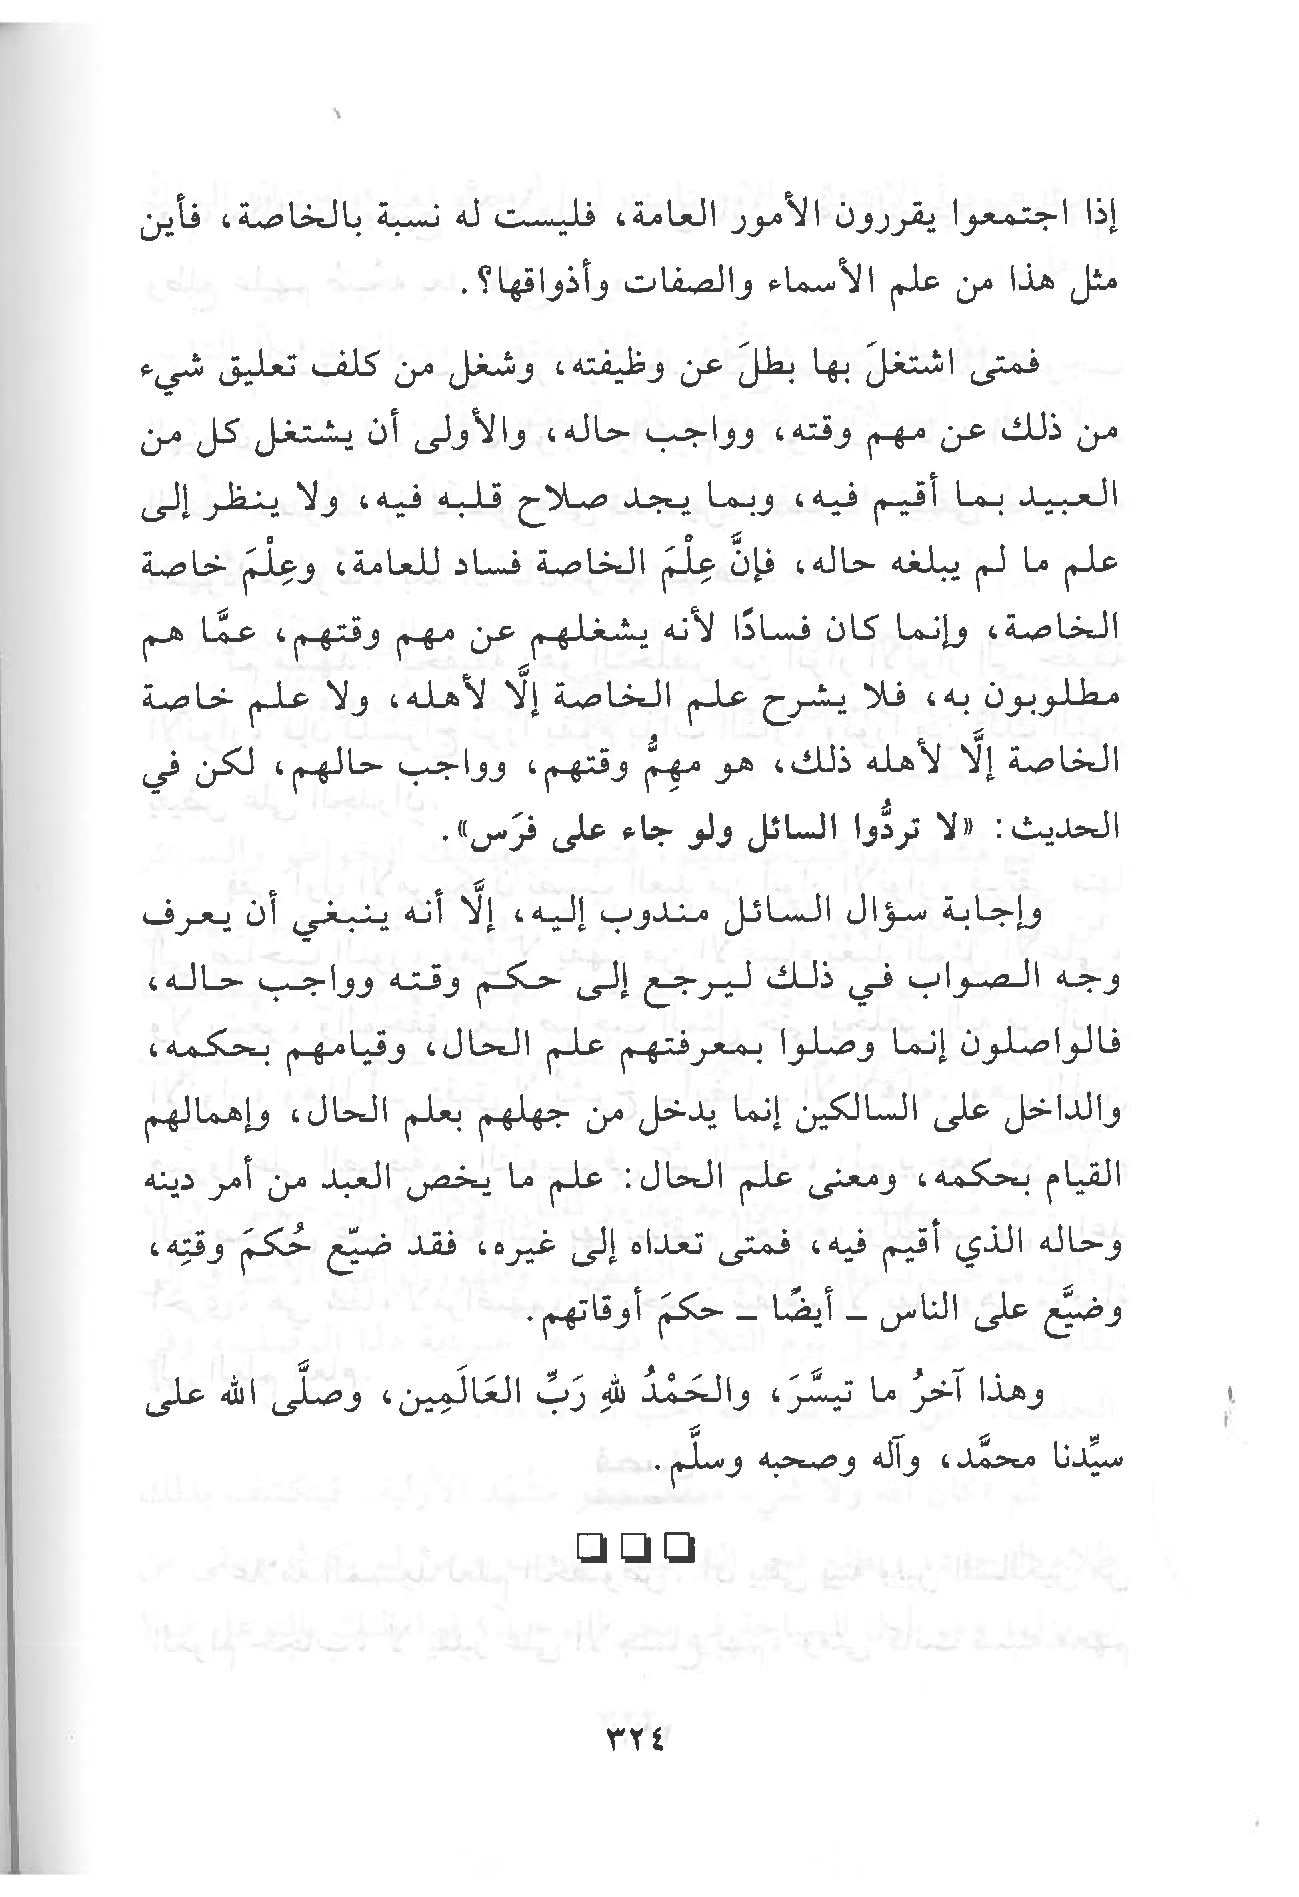 إذا اجتمعوا يقررون الأمور العامة، فليست له نسبة بالخاصة، فأين
مثل هذا من علم الأسماء والصفات وأذواقها؟.
فمتى اشتغلَ بها بطلَ عن وظيفته، وشغل من كلف تعليق شيء
من ذلك عن مهم وقته، وواجب حاله، والأولى أن يشتغل كل من
العبيد بما أقيم فيه، وبما يجد صلاح قلبه فيه، ولا ينظر إلى
علم ما لم يبلغه حاله، فإنَّ عِلْمَ الخاصة فساد للعامة، وعِلْمَ خاصة
الخاصة، وإنما كان فسادًا لأنه يشغلهم عن مهم وقتهم، عمَّا هم
مطلوبون به، فلا يشرح علم الخاصة إلَّا لأهله، ولا علم خاصة
الخاصة إلَّا لأهله ذلك، هو مهِمُّ وقتهم، وواجب حالهم، لكن في
الحديث: «لا تردُّوا السائل ولو جاء على فرَس».
وإجابة سؤال السائل مندوب إليه، إلَّا أنه ينبغي أن يعرف
وجه الصواب في ذلك ليرجع إلى حكم وقته وواجب حاله،
فالواصلون إنما وصلوا بمعرفتهم علم الحال، وقيامهم بحكمه،
والداخل على السالكين إنما يدخل من جهلهم بعلم الحال، وإهمالهم
القيام بحكمه، ومعنى علم الحال: علم ما يخص العبد من أمر دينه
وحاله الذي أقيم فيه، فمتى تعداه إلى غيره، فقد ضيّع حُكمَ وقتِه،
وضيَّع على الناس ـ أيضًا ـ حكمَ أوقاتهم.
وهذا آخرُ ما تيسَّرَ، والحَمْدُ للهِ رَبِّ العَالَمِين، وصلَّى الله على
سيِّدنا محمَّد، وآله وصحبه وسلَّم.
٣٢٤